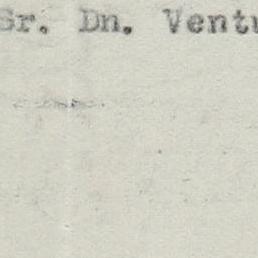 Sr. Dn. Ventu